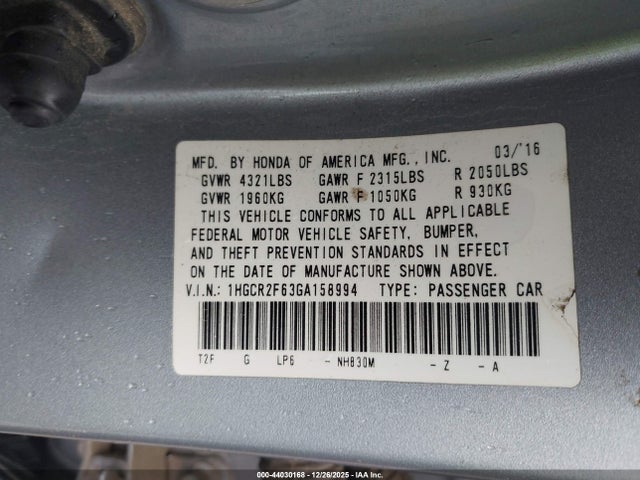 MFD. BY HONDA OF AMERICA MFG., INC. 03/'16
GVWR 4321LBS GAWR F 2315LBS R 2050LBS
GVWR 1960KG GAWR F 1050KG R 930KG
THIS VEHICLE CONFORMS TO ALL APPLICABLE
FEDERAL MOTOR VEHICLE SAFETY, BUMPER,
AND THEFT PREVENTION STANDARDS IN EFFECT
ON THE DATE OF MANUFACTURE SHOWN ABOVE.
V.I.N.: 1HGCR2F63GA158994 TYPE: PASSENGER CAR
T2F G LP6 - NH830M - Z - A
000-44030168 - 12/26/2025 - IAA Inc.